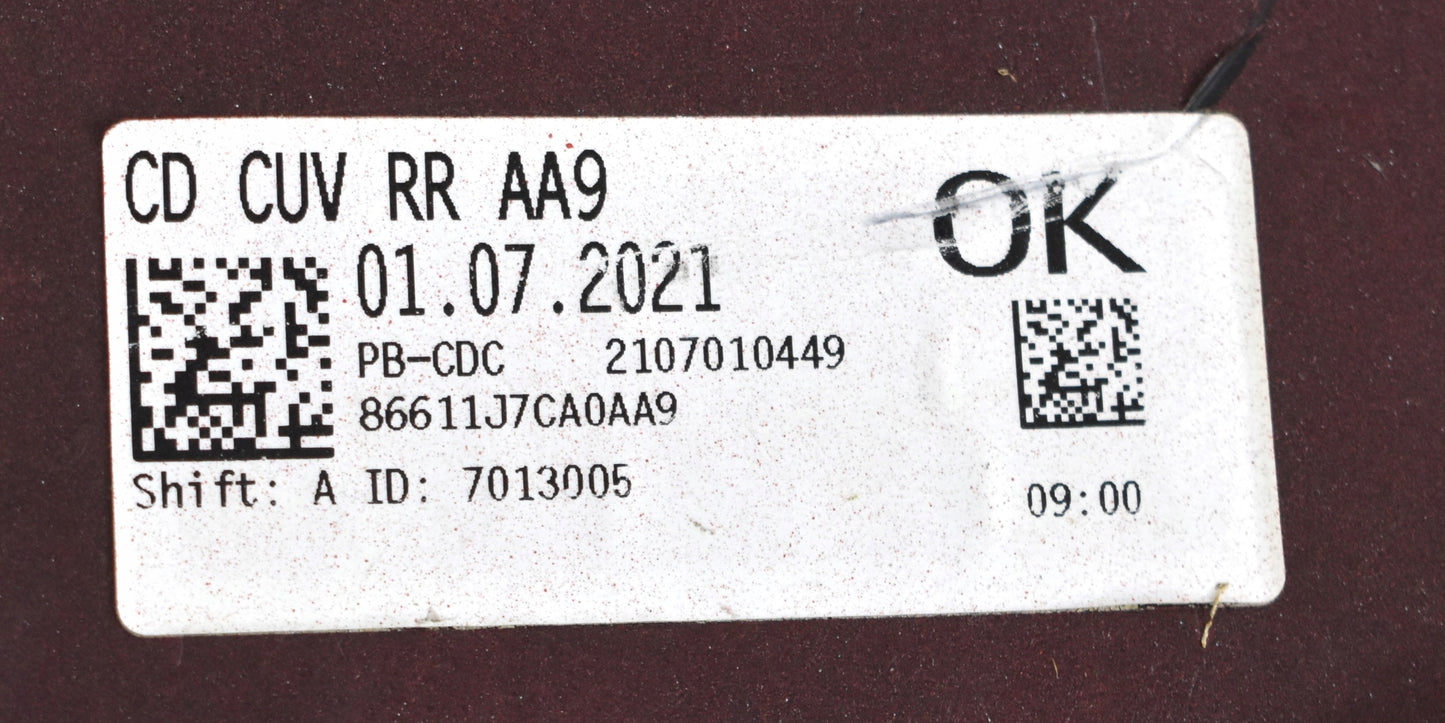 CD CUV RR AA9
OK
01.07.2021
PB-CDC 2107010449
86611J7CA0AA9
Shift: A ID: 7013005
09:00